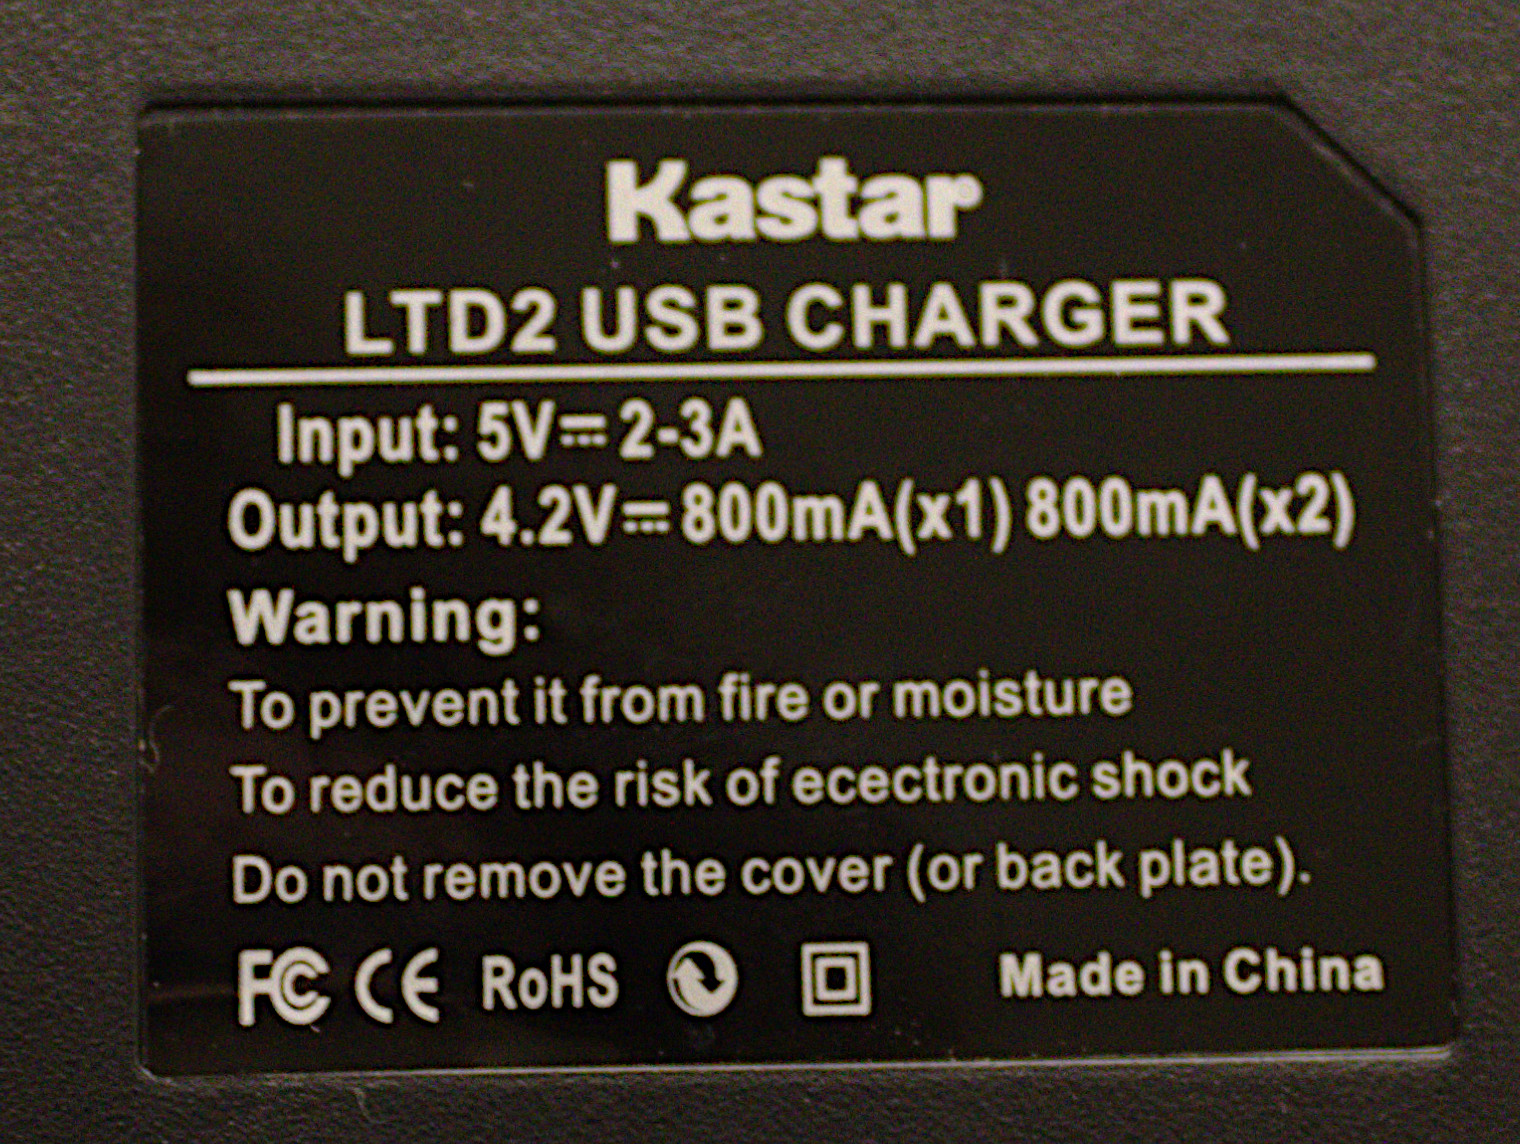 Kastar
LTD2 USB CHARGER
Input: 5V⎓2-3A
Output: 4.2V⎓800mA(x1) 800mA(x2)
Warning:
To prevent it from fire or moisture
To reduce the risk of ecectronic shock
Do not remove the cover (or back plate).
FC CE RoHS Made in China